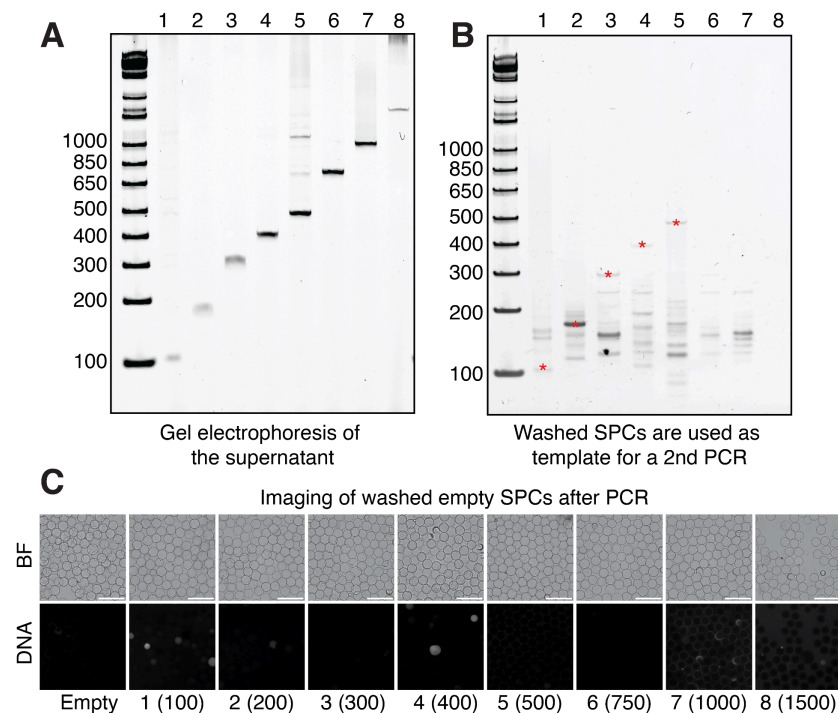 A
1 2 3 4 5 6 7 8
1000
850
650
500
400
300
200
100
Gel electrophoresis of
the supernatant
B
1 2 3 4 5 6 7 8
1000
850
650
500
400
300
200
100
* * * * *
Washed SPCs are used as
template for a 2nd PCR
C
Imaging of washed empty SPCs after PCR
BF
DNA
Empty 1 (100) 2 (200) 3 (300) 4 (400) 5 (500) 6 (750) 7 (1000) 8 (1500)